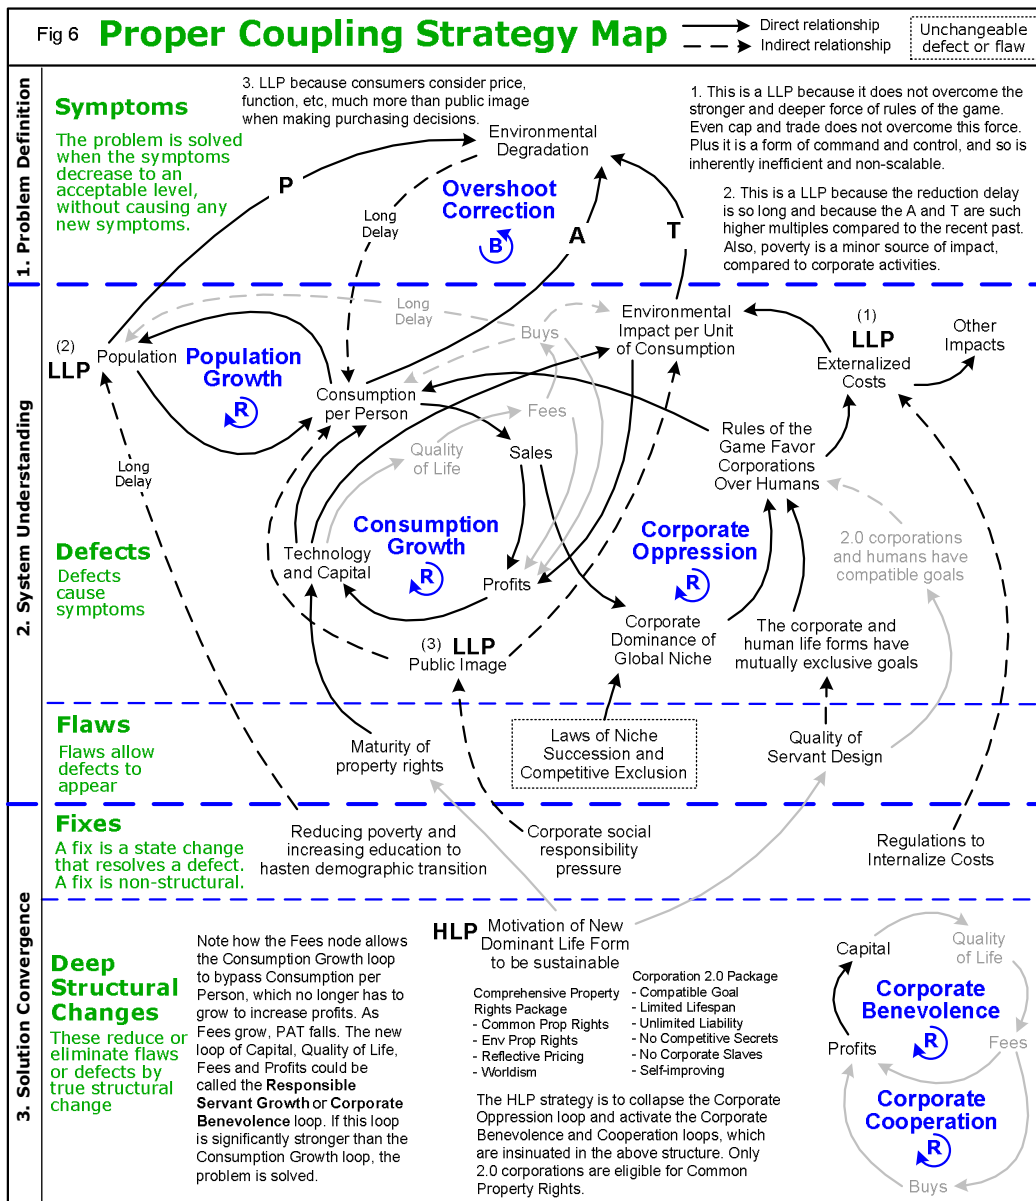 Fig 6
Proper Coupling Strategy Map
Direct relationship
Indirect relationship
Unchangeable
defect or flaw
1. Problem Definition
Symptoms
The problem is solved
when the symptoms
decrease to an
acceptable level,
without causing any
new symptoms.
3. LLP because consumers consider price,
function, etc, much more than public image
when making purchasing decisions.
Environmental
Degradation
1. This is a LLP because it does not overcome the
stronger and deeper force of rules of the game.
Even cap and trade does not overcome this force.
Plus it is a form of command and control, and so is
inherently inefficient and non-scalable.
2. This is a LLP because the reduction delay
is so long and because the A and T are such
higher multiples compared to the recent past.
Also, poverty is a minor source of impact,
compared to corporate activities.
P
Overshoot
Correction
B
Long
Delay
A
T
2. System Understanding
Long
Delay
Buys
Environmental
Impact per Unit
of Consumption
(1)
LLP
Externalized
Costs
Other
Impacts
(2)
LLP
Population
Population
Growth
R
Consumption
per Person
Fees
Quality
of Life
Sales
Rules of the
Game Favor
Corporations
Over Humans
Long
Delay
Defects
Defects
cause
symptoms
Consumption
Growth
R
Technology
and Capital
Profits
Corporate
Oppression
R
2.0 corporations
and humans have
compatible goals
Corporate
Dominance of
Global Niche
The corporate and
human life forms have
mutually exclusive goals
(3)
LLP
Public Image
Flaws
Flaws allow
defects to
appear
Maturity of
property rights
Laws of Niche
Succession and
Competitive Exclusion
Quality of
Servant Design
3. Solution Convergence
Fixes
A fix is a state change
that resolves a defect.
A fix is non-structural.
Reducing poverty and
increasing education to
hasten demographic transition
Corporate social
responsibility
pressure
Regulations to
Internalize Costs
Deep
Structural
Changes
These reduce or
eliminate flaws
or defects by
true structural
change
Note how the Fees node allows
the Consumption Growth loop
to bypass Consumption per
Person, which no longer has to
grow to increase profits. As
Fees grow, PAT falls. The new
loop of Capital, Quality of Life,
Fees and Profits could be
called the Responsible
Servant Growth or Corporate
Benevolence loop. If this loop
is significantly stronger than the
Consumption Growth loop, the
problem is solved.
HLP
Motivation of New
Dominant Life Form
to be sustainable
Comprehensive Property
Rights Package
- Common Prop Rights
- Env Prop Rights
- Reflective Pricing
- Worldism
Corporation 2.0 Package
- Compatible Goal
- Limited Lifespan
- Unlimited Liability
- No Competitive Secrets
- No Corporate Slaves
- Self-improving
The HLP strategy is to collapse the Corporate
Oppression loop and activate the Corporate
Benevolence and Cooperation loops, which
are insinuated in the above structure. Only
2.0 corporations are eligible for Common
Property Rights.
Capital
Quality
of Life
Corporate
Benevolence
R
Profits
Fees
Corporate
Cooperation
R
Buys